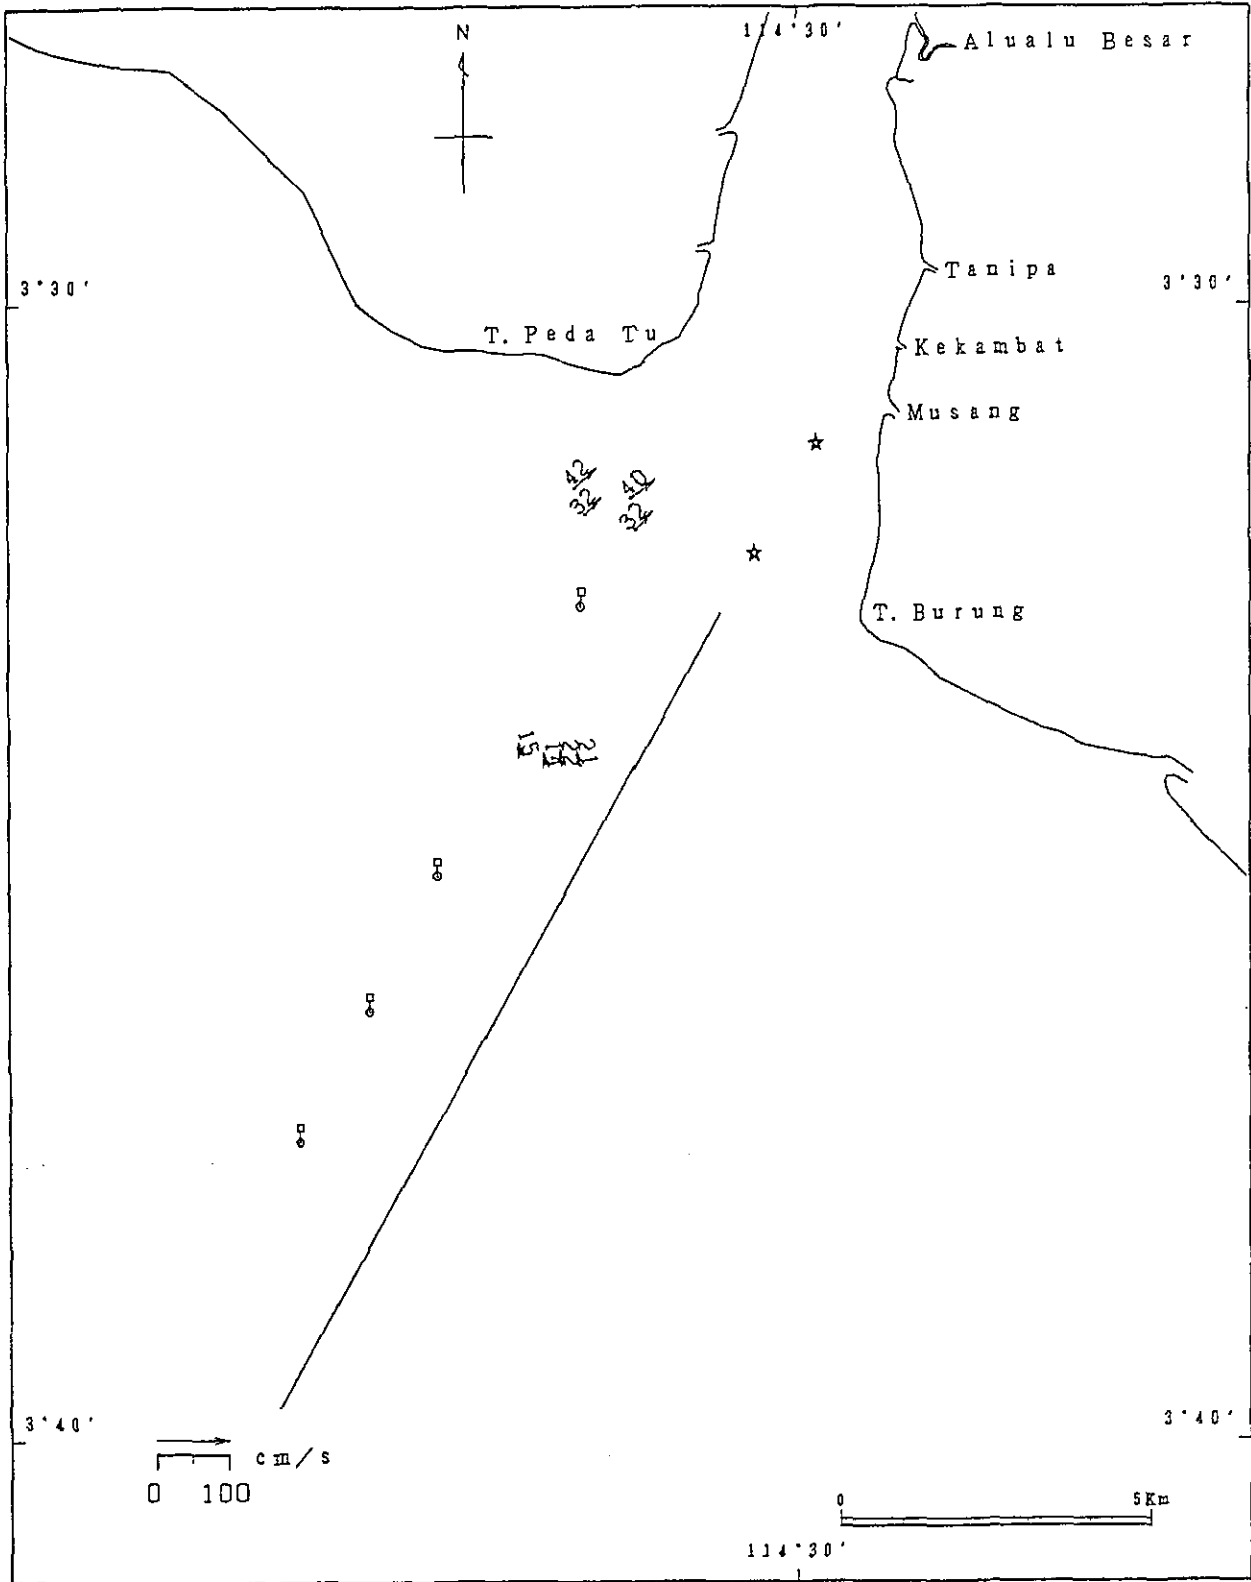 N
114°30'
Alualu Besar
Tanipa
3°30'
3°30'
T. Peda Tu
Kekambat
Musang
42
40
32
32
T. Burung
15
3°40'
3°40'
cm/s
0 100
0 5Km
114°30'